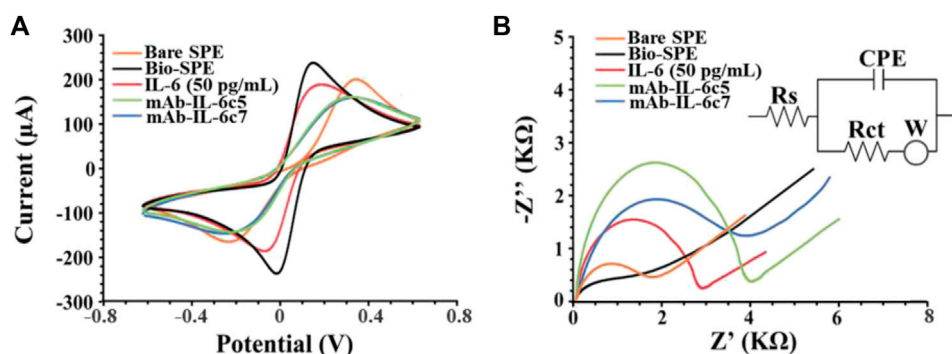 A
300
200
100
0
-100
-200
-300
Current (µA)
Bare SPE
Bio-SPE
IL-6 (50 pg/mL)
mAb-IL-6c5
mAb-IL-6c7
-0.8
-0.4
0
0.4
0.8
Potential (V)
B
5
4
3
2
1
0
-Z'' (KΩ)
Bare SPE
Bio-SPE
IL-6 (50 pg/mL)
mAb-IL-6c5
mAb-IL-6c7
CPE
Rs
Rct
W
0
2
4
6
8
Z' (KΩ)